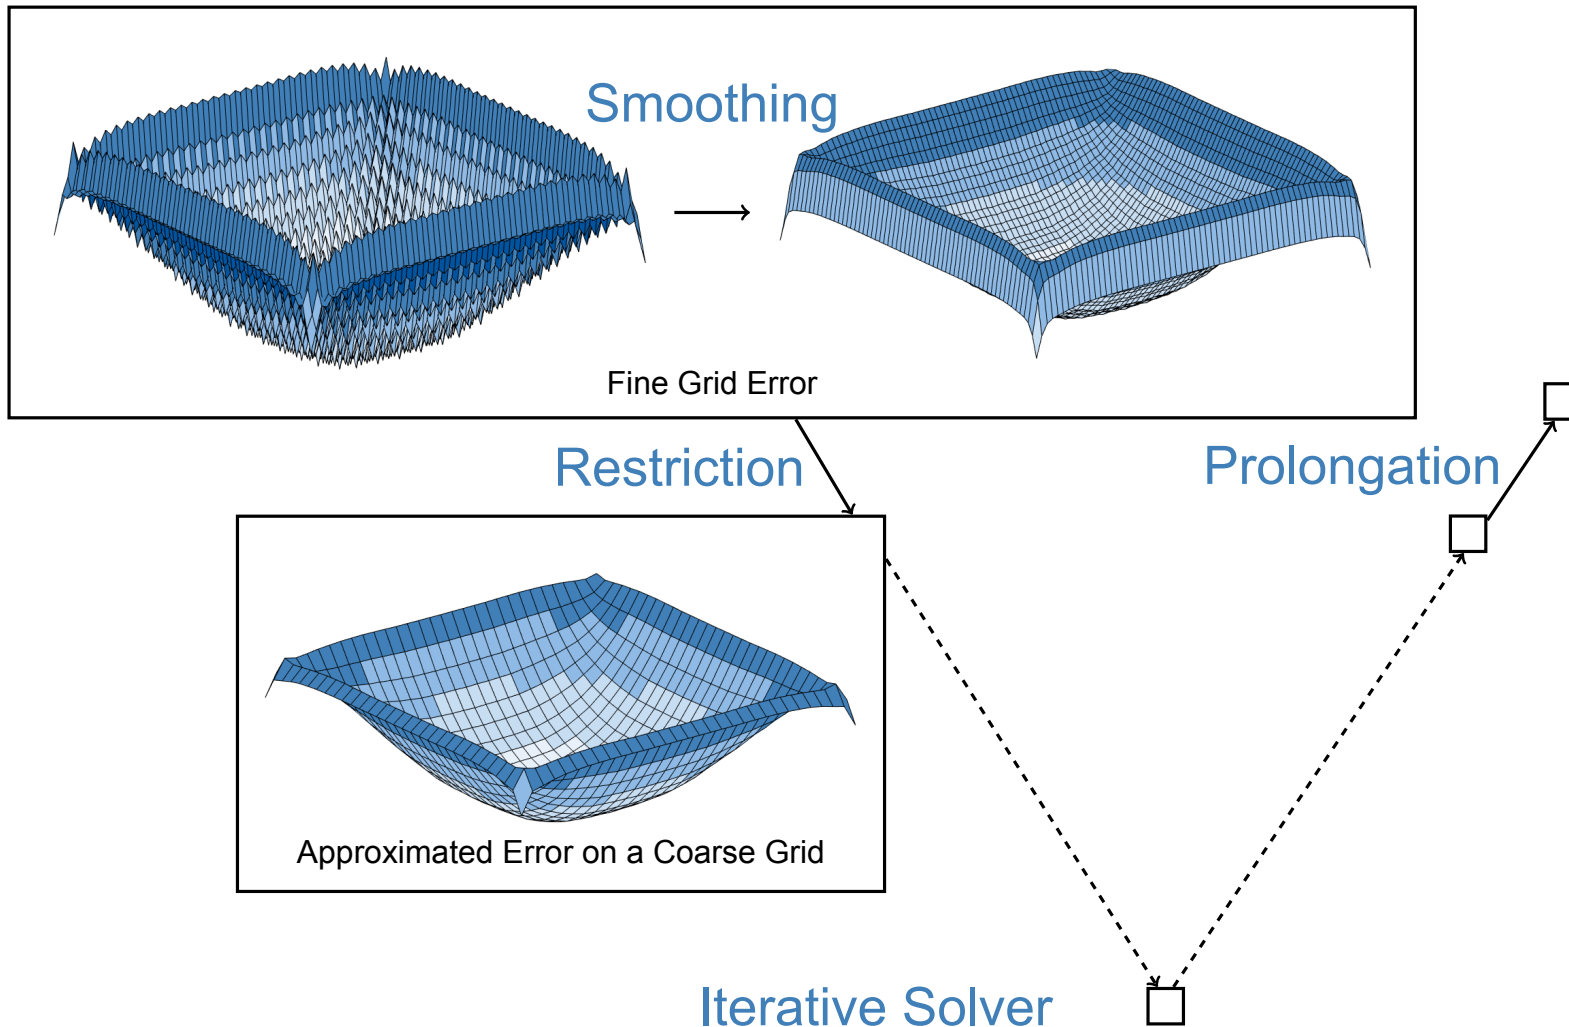 Smoothing
Fine Grid Error
Restriction
Prolongation
Approximated Error on a Coarse Grid
Iterative Solver